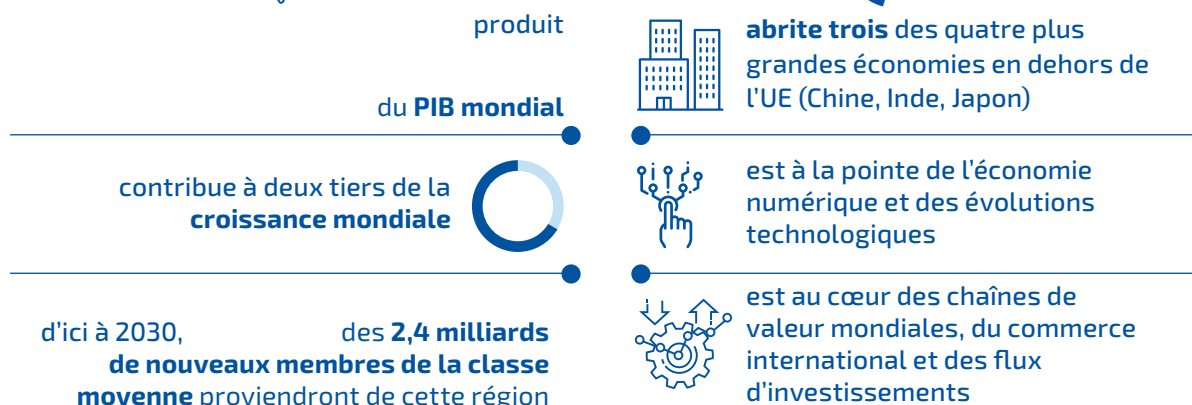 produit
du PIB mondial
contribue à deux tiers de la
croissance mondiale
d'ici à 2030, des 2,4 milliards
de nouveaux membres de la classe
moyenne proviendront de cette région
abrite trois des quatre plus
grandes économies en dehors de
l'UE (Chine, Inde, Japon)
est à la pointe de l'économie
numérique et des évolutions
technologiques
est au cœur des chaînes de
valeur mondiales, du commerce
international et des flux
d'investissements